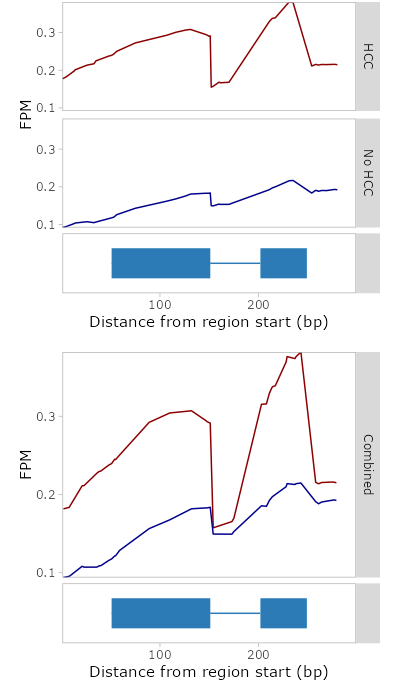 0.3
0.2
0.1
HCC
FPM
0.3
0.2
0.1
No HCC
100 200
Distance from region start (bp)
0.3
0.2
0.1
FPM
Combined
100 200
Distance from region start (bp)